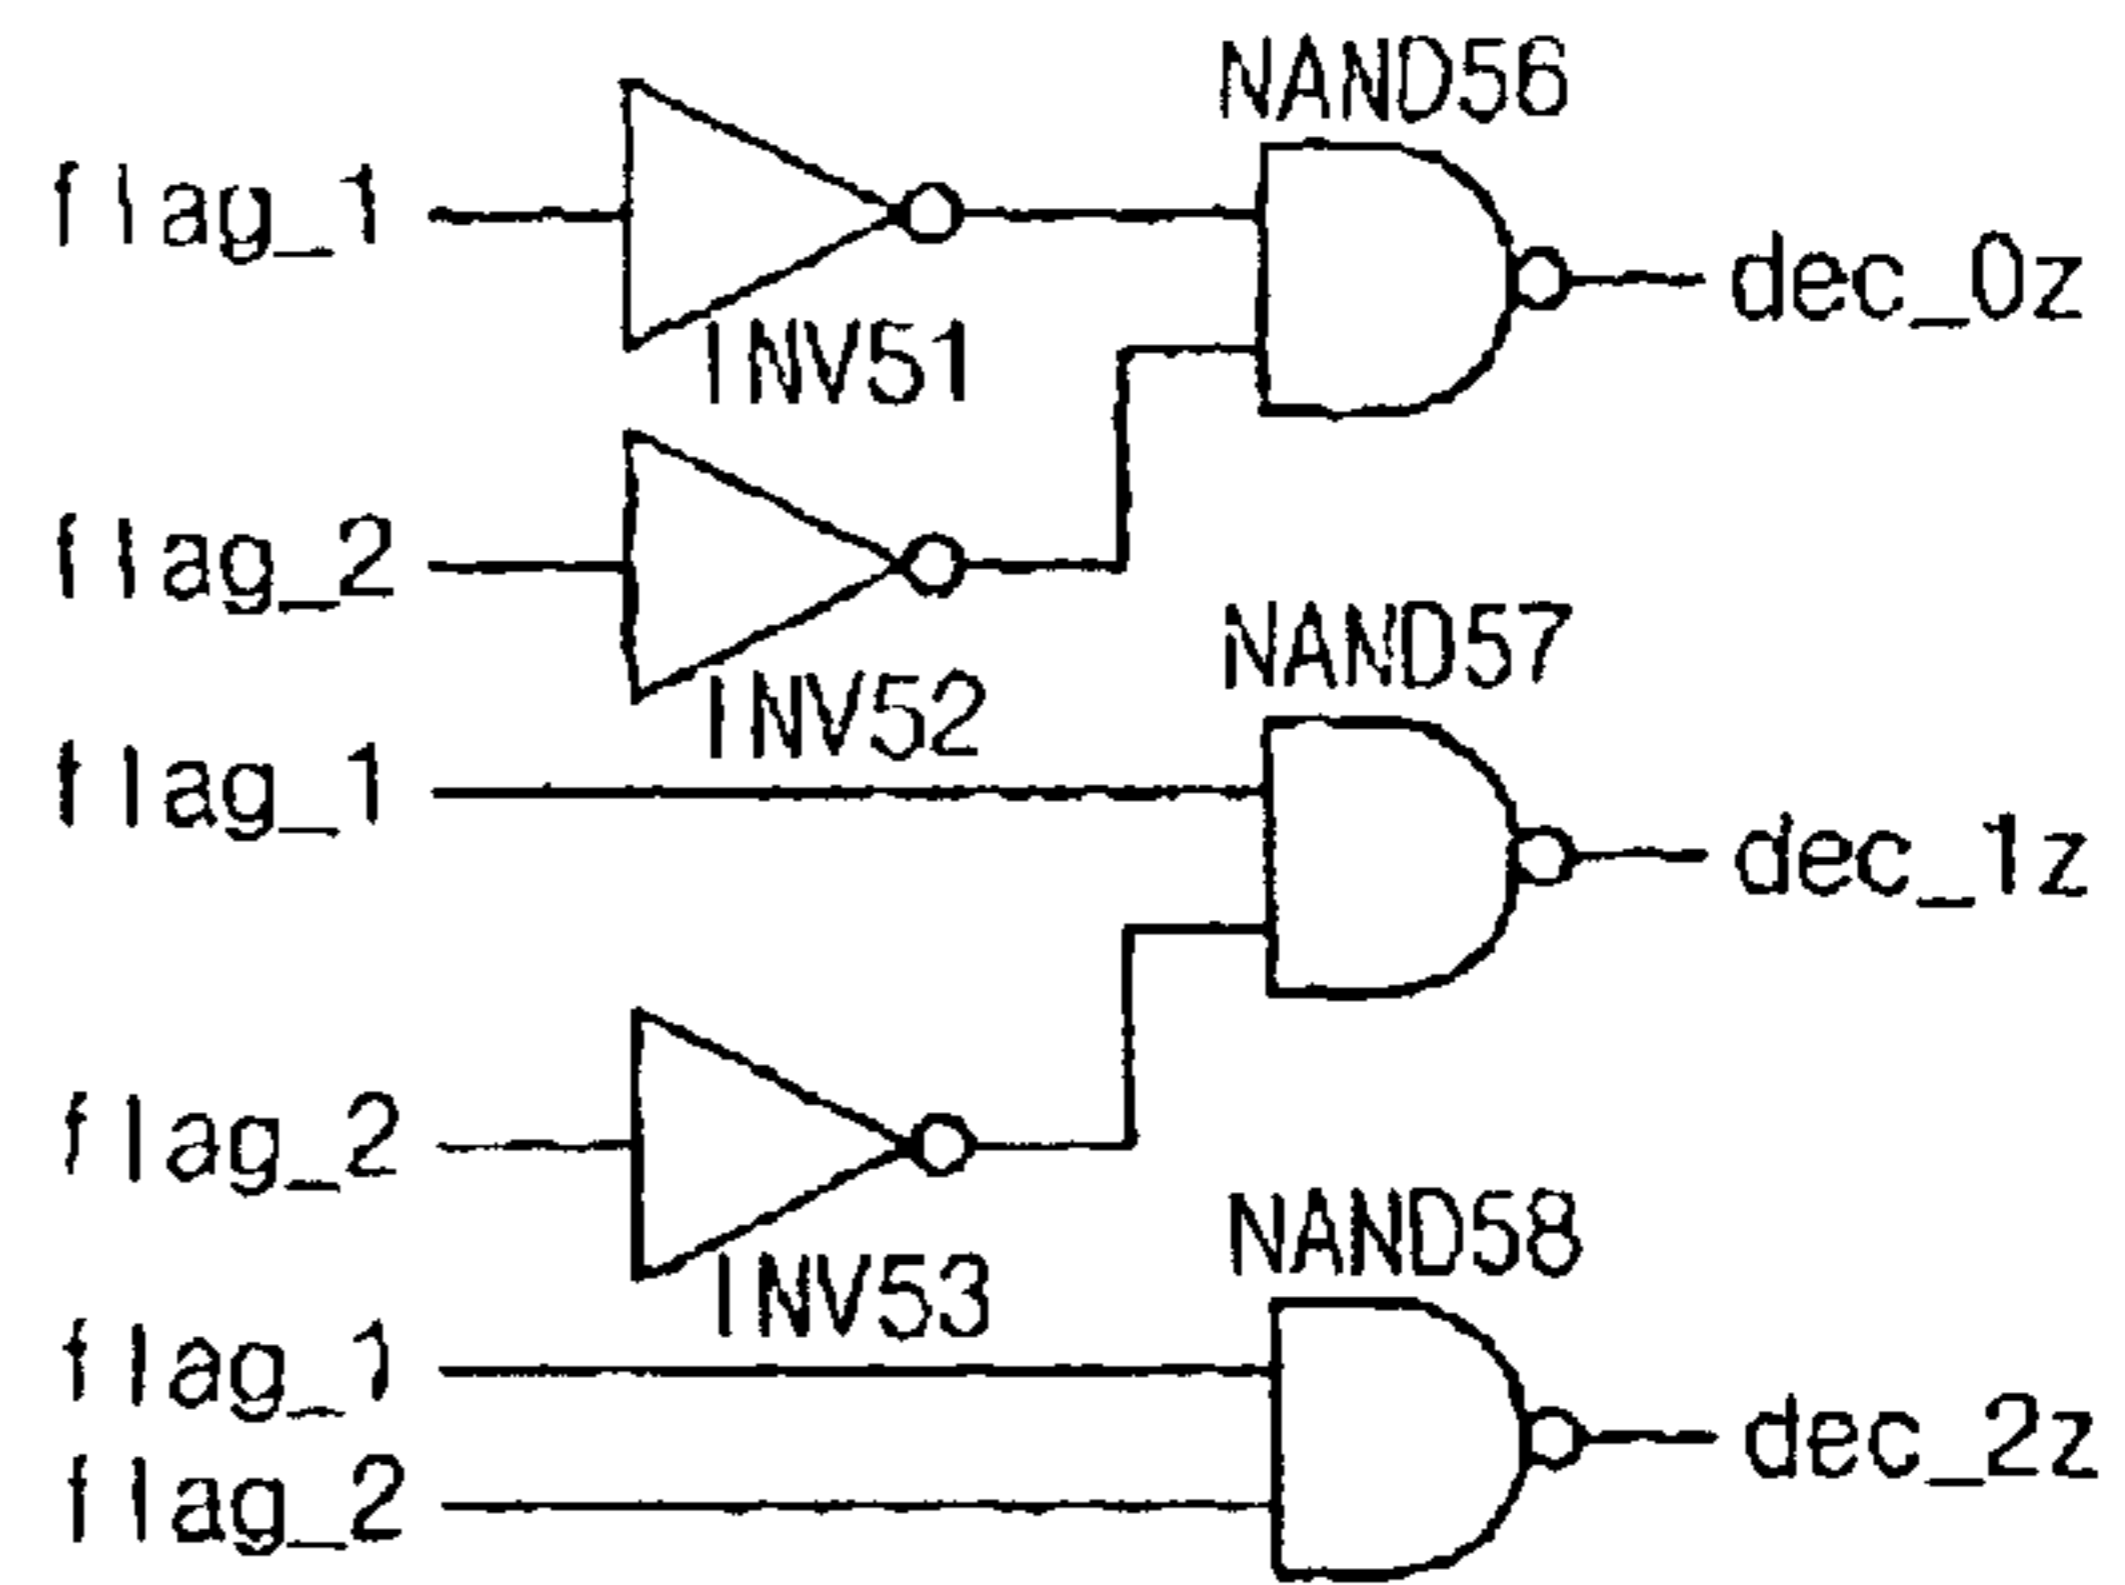 NAND56
flag_1
dec_0z
INV51
flag_2
NAND57
INV52
flag_1
dec_1z
flag_2
NAND58
INV53
flag_1
dec_2z
flag_2